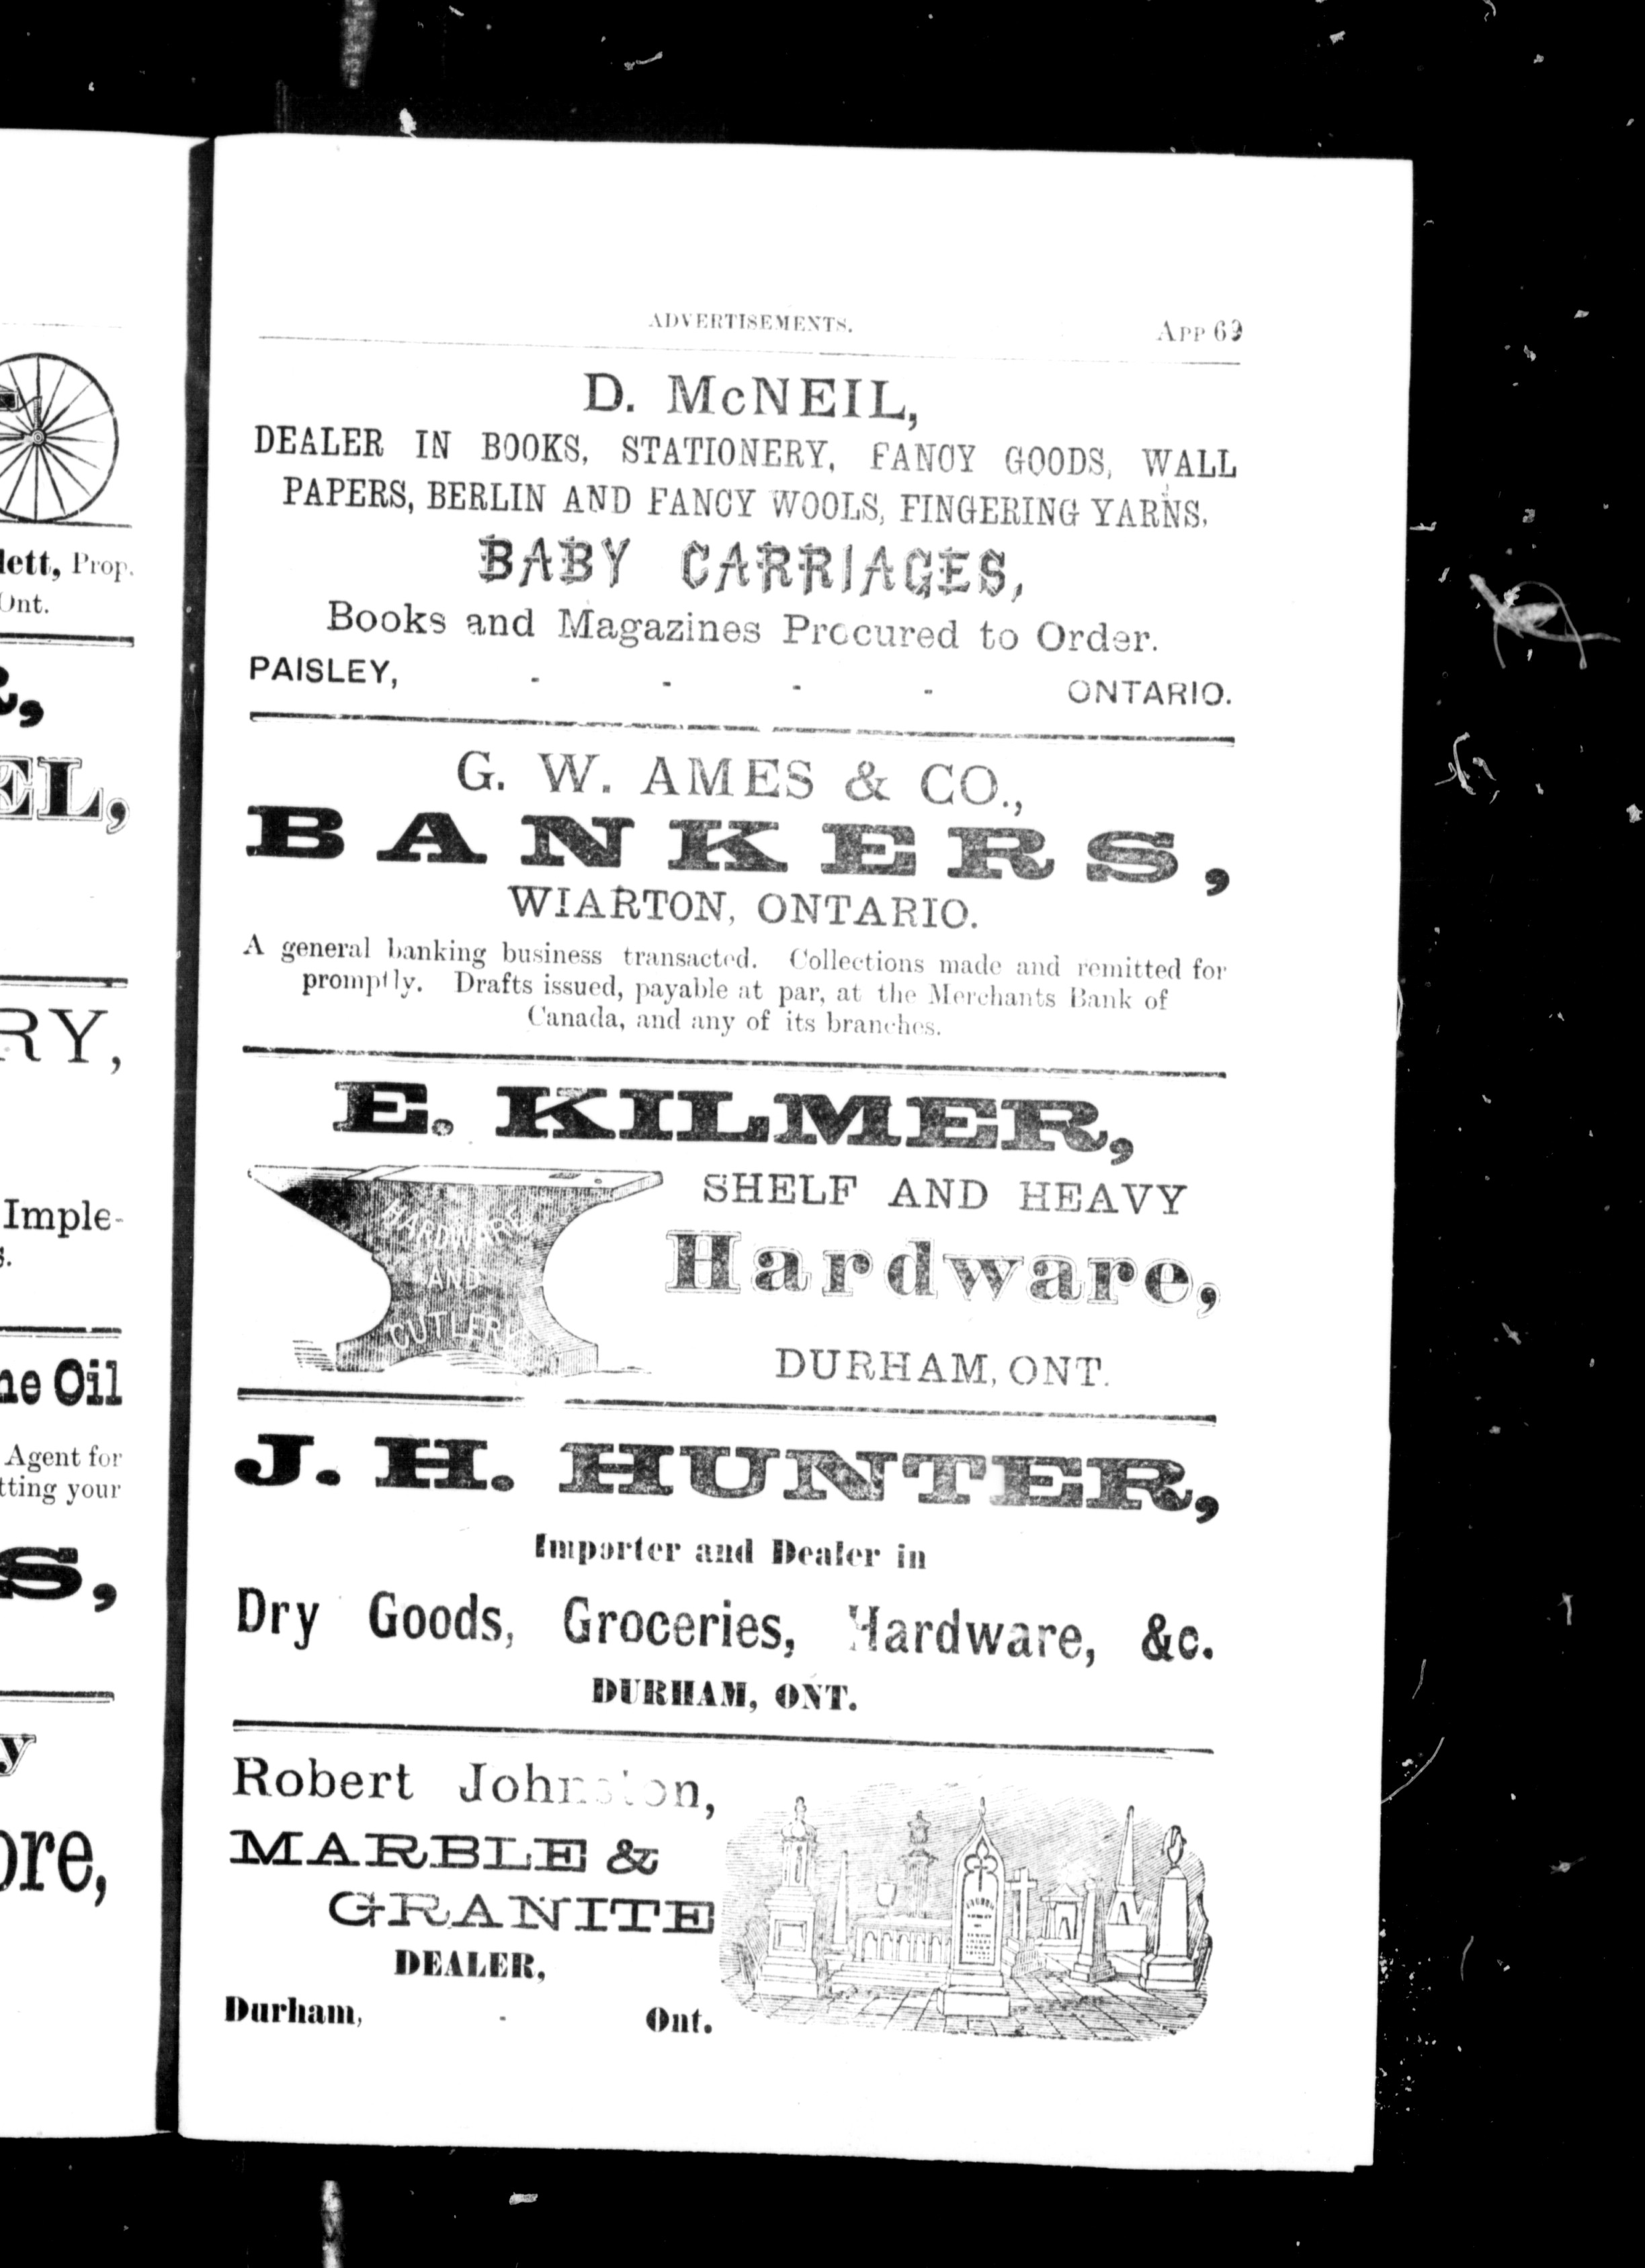 lett, Prop.
Ont.
EL,
RY,
Imple-
s.
ne Oil
Agent for
tting your
S,
y
ore,
ADVERTISEMENTS. APP 69
D. McNEIL,
DEALER IN BOOKS, STATIONERY, FANCY GOODS, WALL
PAPERS, BERLIN AND FANCY WOOLS, FINGERING YARNS,
BABY CARRIAGES,
Books and Magazines Procured to Order.
PAISLEY, - - - - ONTARIO.
G. W. AMES & CO.,
BANKERS,
WIARTON, ONTARIO.
A general banking business transacted. Collections made and remitted for
promptly. Drafts issued, payable at par, at the Merchants Bank of
Canada, and any of its branches.
E. KILMER,
HARDWARE
AND
CUTLERY
SHELF AND HEAVY
Hardware,
DURHAM, ONT.
J. H. HUNTER,
Importer and Dealer in
Dry Goods, Groceries, Hardware, &c.
DURHAM, ONT.
Robert Johnston,
MARBLE &
GRANITE
DEALER,
Durham, - Ont.